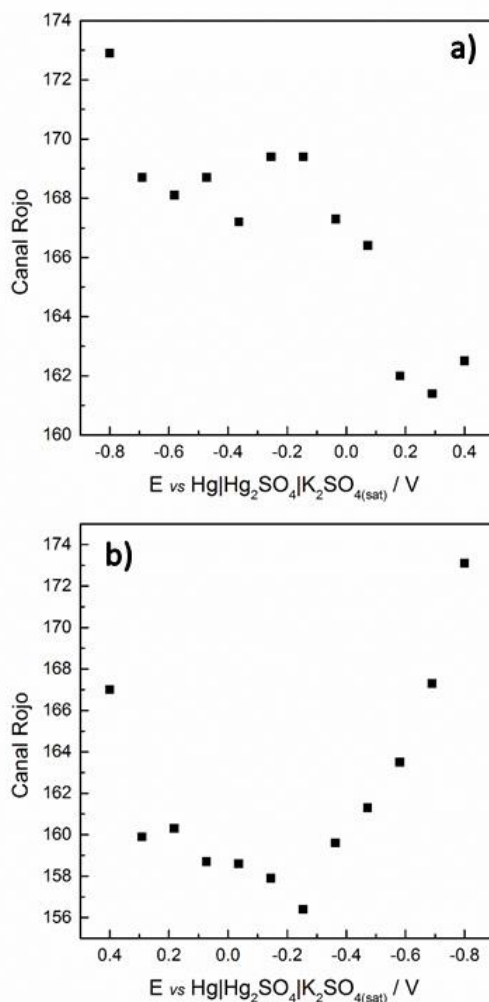 a)
174
172
170
168
166
164
162
160
Canal Rojo
-0.8 -0.6 -0.4 -0.2 0.0 0.2 0.4
E vs Hg|Hg2SO4|K2SO4(sat) / V
b)
174
172
170
168
166
164
162
160
158
156
Canal Rojo
0.4 0.2 0.0 -0.2 -0.4 -0.6 -0.8
E vs Hg|Hg2SO4|K2SO4(sat) / V